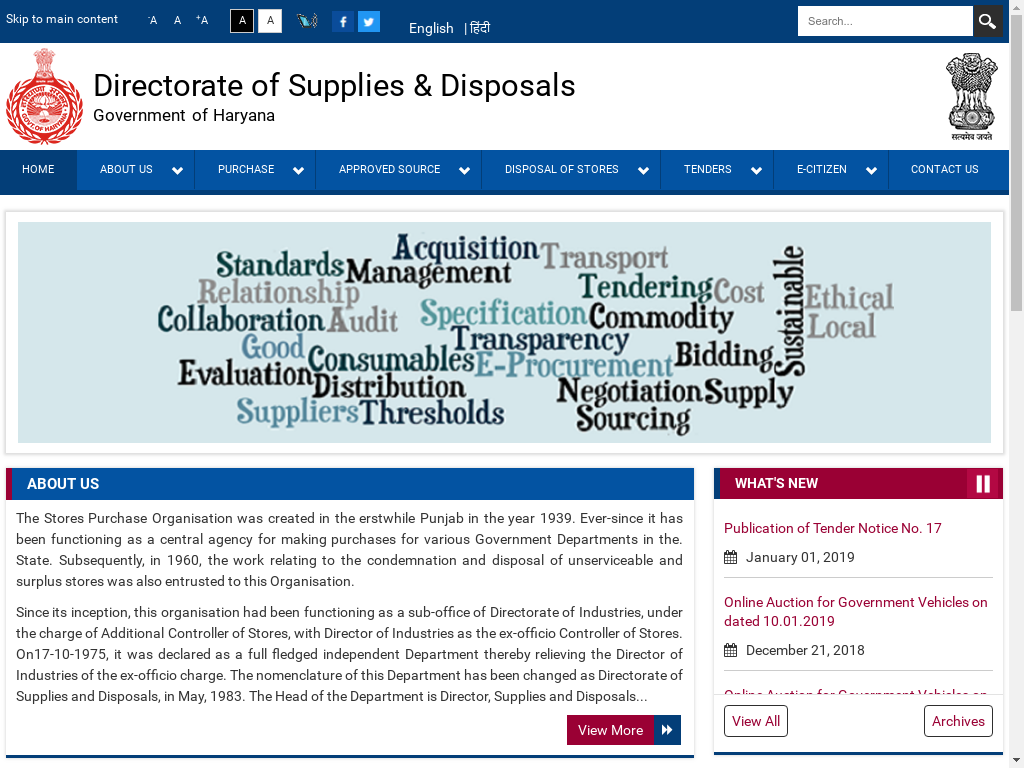 Skip to main content -A A +A A A English | हिंदी Search...
Directorate of Supplies & Disposals
Government of Haryana
सत्यमेव जयते
HOME ABOUT US PURCHASE APPROVED SOURCE DISPOSAL OF STORES TENDERS E-CITIZEN CONTACT US
Acquisition Transport
Standards Management
Relationship Tendering Cost
Sustainable
Ethical
Collaboration Audit Specification Commodity Local
Good Transparency
Consumables E-Procurement Bidding
Evaluation Distribution Negotiation Supply
Suppliers Thresholds Sourcing
ABOUT US
The Stores Purchase Organisation was created in the erstwhile Punjab in the year 1939. Ever-since it has
been functioning as a central agency for making purchases for various Government Departments in the.
State. Subsequently, in 1960, the work relating to the condemnation and disposal of unserviceable and
surplus stores was also entrusted to this Organisation.
Since its inception, this organisation had been functioning as a sub-office of Directorate of Industries, under
the charge of Additional Controller of Stores, with Director of Industries as the ex-officio Controller of Stores.
On17-10-1975, it was declared as a full fledged independent Department thereby relieving the Director of
Industries of the ex-officio charge. The nomenclature of this Department has been changed as Directorate of
Supplies and Disposals, in May, 1983. The Head of the Department is Director, Supplies and Disposals...
View More
WHAT'S NEW
Publication of Tender Notice No. 17
January 01, 2019
Online Auction for Government Vehicles on
dated 10.01.2019
December 21, 2018
Online Auction for Government Vehicles on
View All Archives